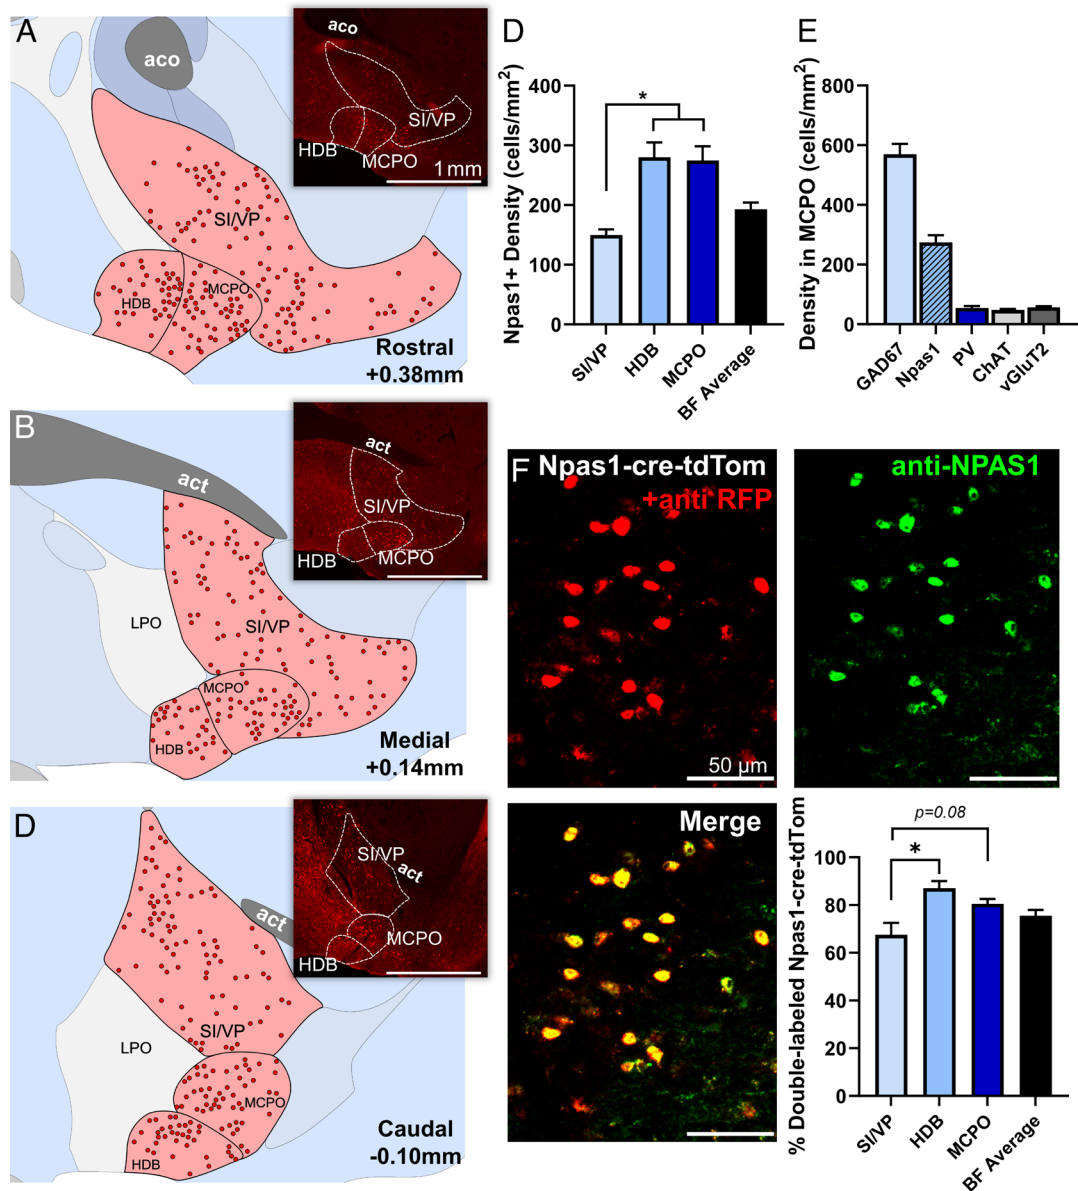 A
aco
SI/VP
HDB
MCPO
Rostral
+0.38mm
aco
SI/VP
HDB
MCPO
1mm
B
act
LPO
SI/VP
MCPO
HDB
Medial
+0.14mm
act
SI/VP
HDB
MCPO
D
act
LPO
SI/VP
MCPO
HDB
Caudal
-0.10mm
SI/VP
act
MCPO
HDB
D
Npas1+ Density (cells/mm²)
400
300
200
100
0
*
SI/VP
HDB
MCPO
BF Average
E
Density in MCPO (cells/mm²)
800
600
400
200
0
GAD67
Npas1
PV
ChAT
vGluT2
F
Npas1-cre-tdTom
+anti RFP
50 µm
anti-NPAS1
Merge
% Double-labeled Npas1-cre-tdTom
100
80
60
40
20
0
p=0.08
*
SI/VP
HDB
MCPO
BF Average